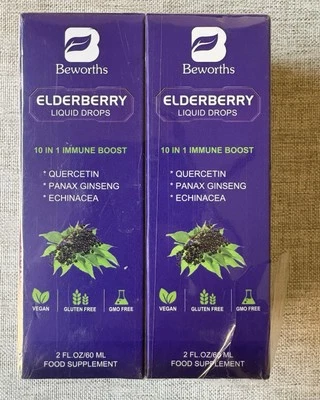 Beworths
ELDERBERRY
LIQUID DROPS
10 IN 1 IMMUNE BOOST
* QUERCETIN
* PANAX GINSENG
* ECHINACEA
VEGAN
GLUTEN FREE
GMO FREE
2 FL.OZ/60 ML
FOOD SUPPLEMENT
Beworths
ELDERBERRY
LIQUID DROPS
10 IN 1 IMMUNE BOOST
* QUERCETIN
* PANAX GINSENG
* ECHINACEA
VEGAN
GLUTEN FREE
GMO FREE
2 FL.OZ/60 ML
FOOD SUPPLEMENT